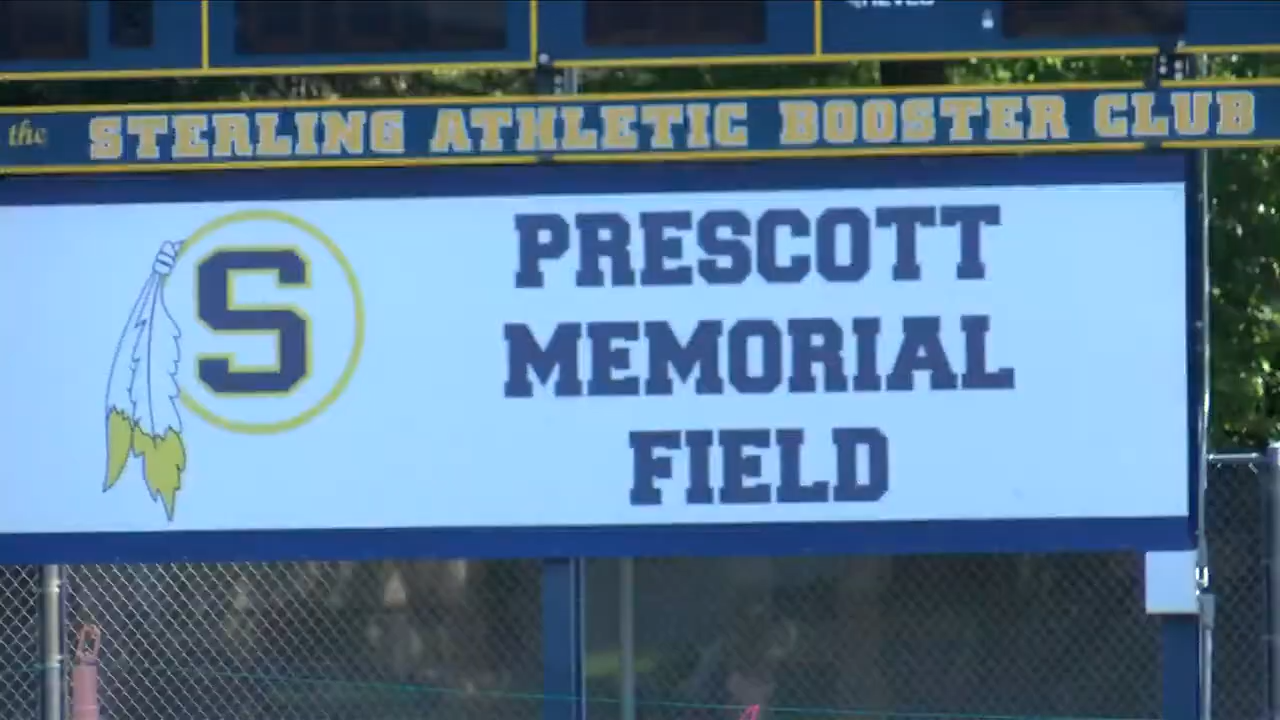 the STERLING ATHLETIC BOOSTER CLUB
S
PRESCOTT
MEMORIAL
FIELD